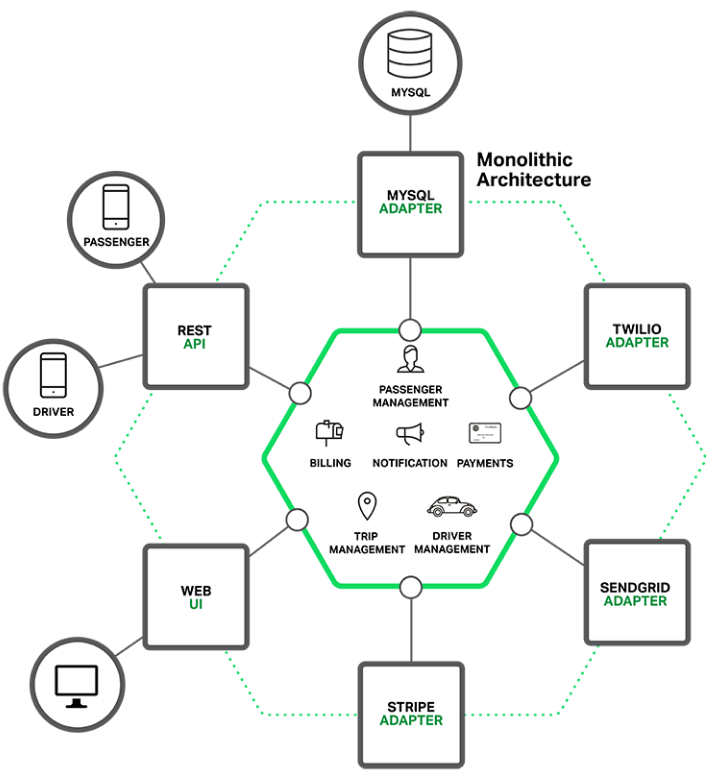 MYSQL
Monolithic
Architecture
MYSQL
ADAPTER
PASSENGER
REST
API
TWILIO
ADAPTER
DRIVER
PASSENGER
MANAGEMENT
BILLING
NOTIFICATION
PAYMENTS
TRIP
MANAGEMENT
DRIVER
MANAGEMENT
WEB
UI
SENDGRID
ADAPTER
STRIPE
ADAPTER